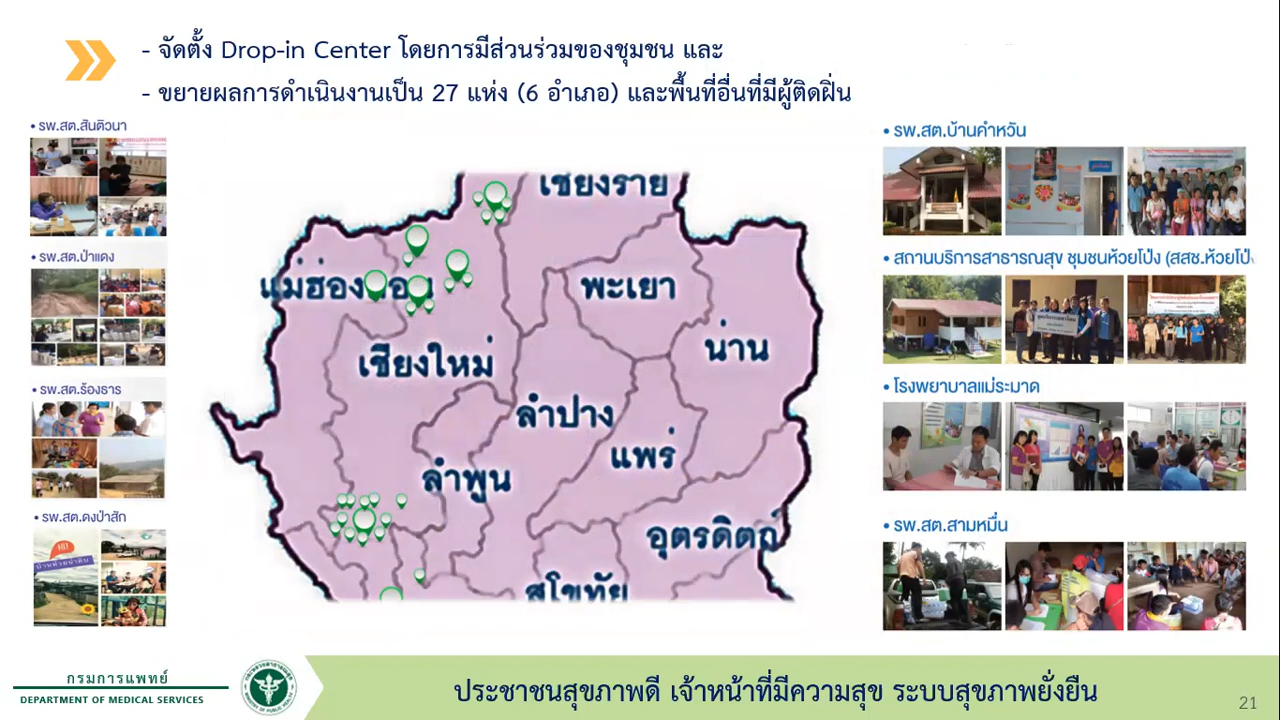 - จัดตั้ง Drop-in Center โดยการมีส่วนร่วมของชุมชน และ
- ขยายผลการดำเนินงานเป็น 27 แห่ง (6 อำเภอ) และพื้นที่อื่นที่มีผู้ติดฝิ่น
• รพ.สต.สันติวนา
• รพ.สต.ป่าแดง
• รพ.สต.ร้องธาร
• รพ.สต.ดงป่าสัก
เชียงราย
แม่ฮ่องสอน
พะเยา
น่าน
เชียงใหม่
ลำปาง
แพร่
ลำพูน
อุตรดิตถ์
สุโขทัย
• รพ.สต.บ้านคำหวัน
• สถานบริการสาธารณสุข ชุมชนห้วยโป่ง (สสช.ห้วยโป่
• โรงพยาบาลแม่ระมาด
• รพ.สต.สามหมื่น
กรมการแพทย์
DEPARTMENT OF MEDICAL SERVICES
ประชาชนสุขภาพดี เจ้าหน้าที่มีความสุข ระบบสุขภาพยั่งยืน
21